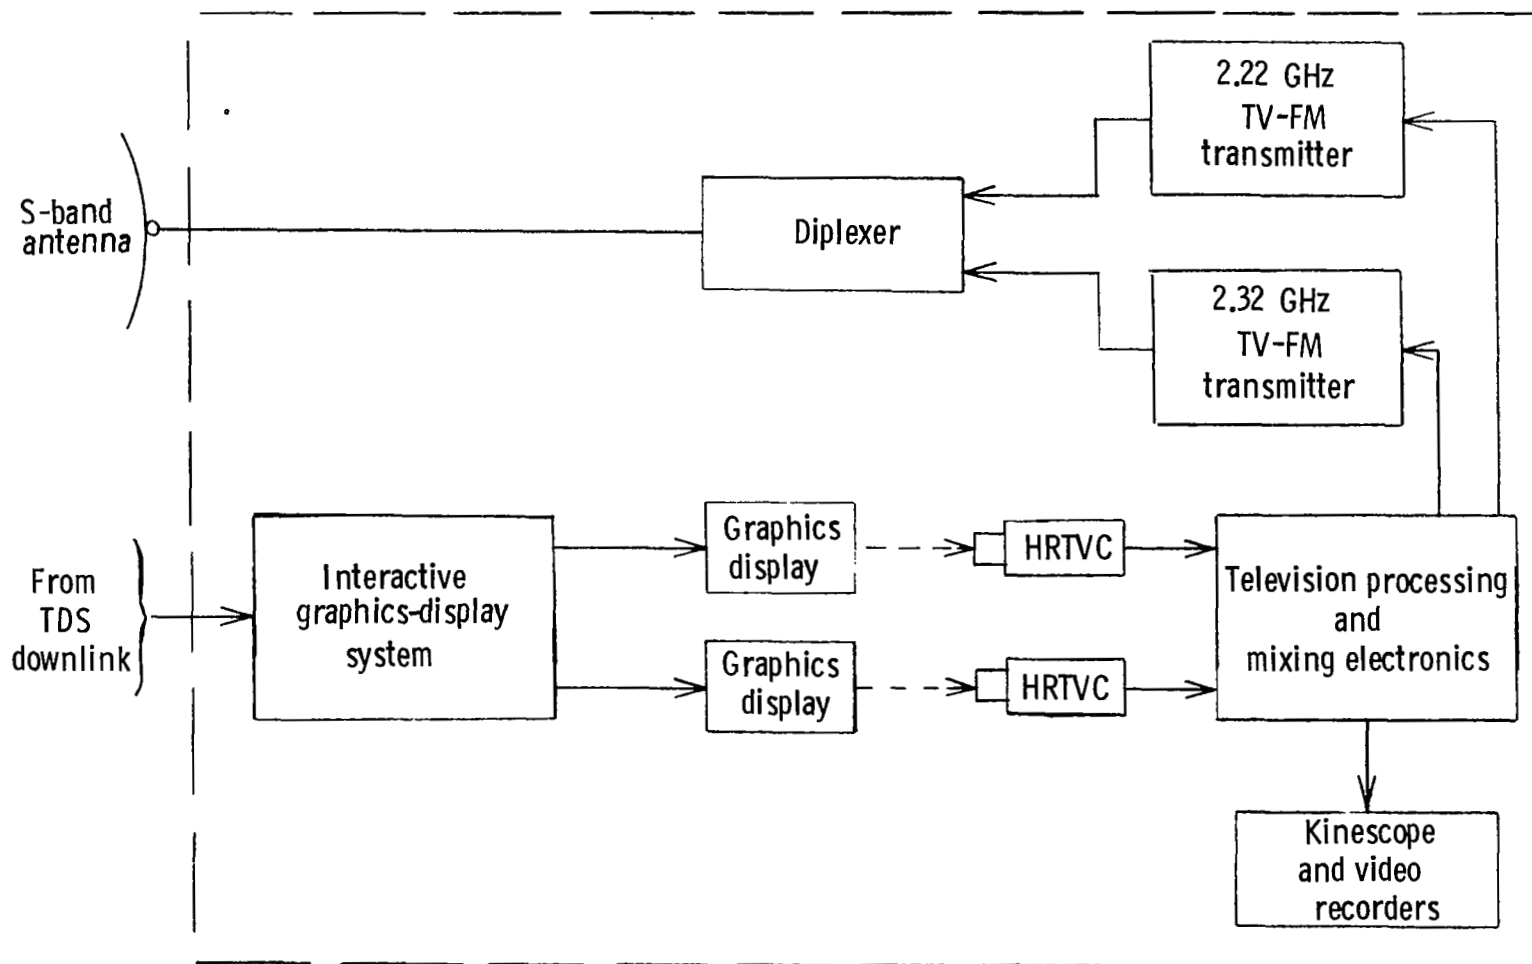 2.22 GHz
TV-FM
transmitter
S-band
antenna
Diplexer
2.32 GHz
TV-FM
transmitter
From
TDS
downlink
Interactive
graphics-display
system
Graphics
display
HRTVC
Graphics
display
HRTVC
Television processing
and
mixing electronics
Kinescope
and video
recorders